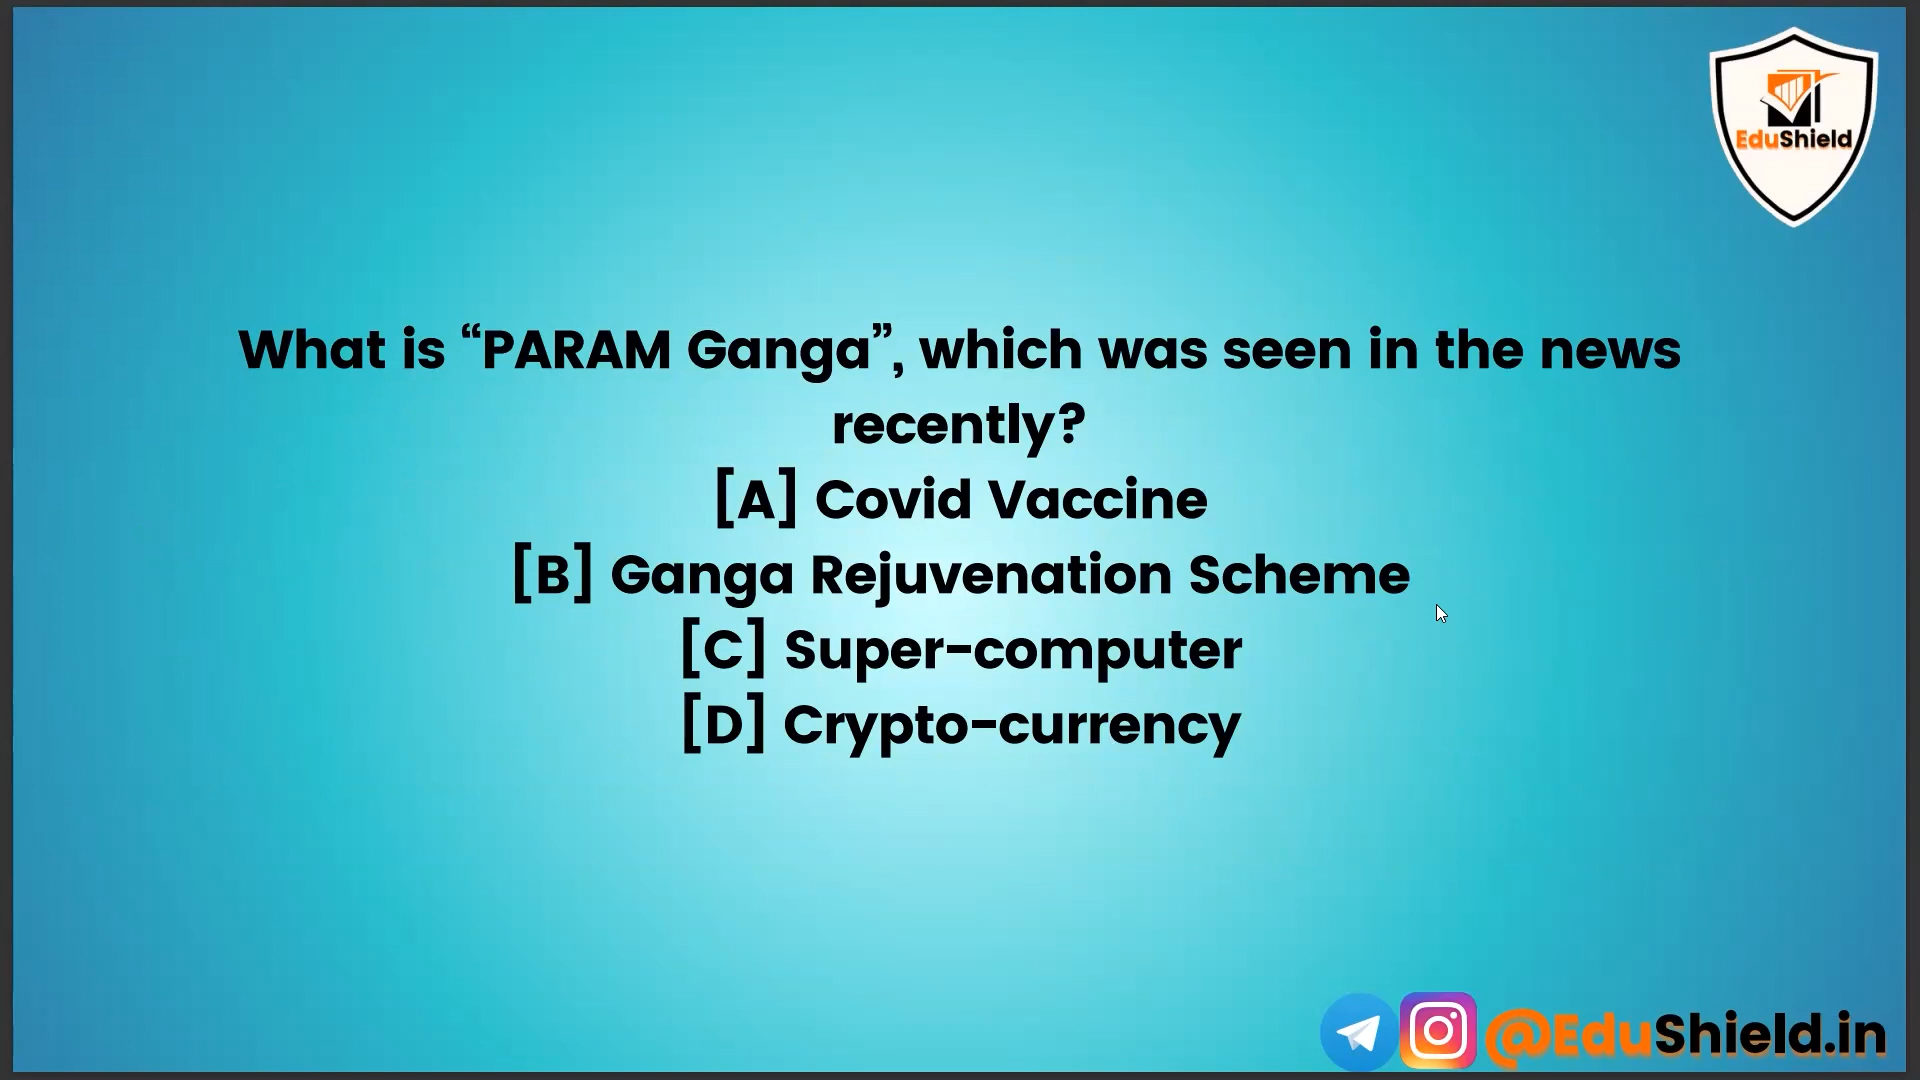 EduShield
What is “PARAM Ganga”, which was seen in the news
recently?
[A] Covid Vaccine
[B] Ganga Rejuvenation Scheme
[C] Super-computer
[D] Crypto-currency
@EduShield.in